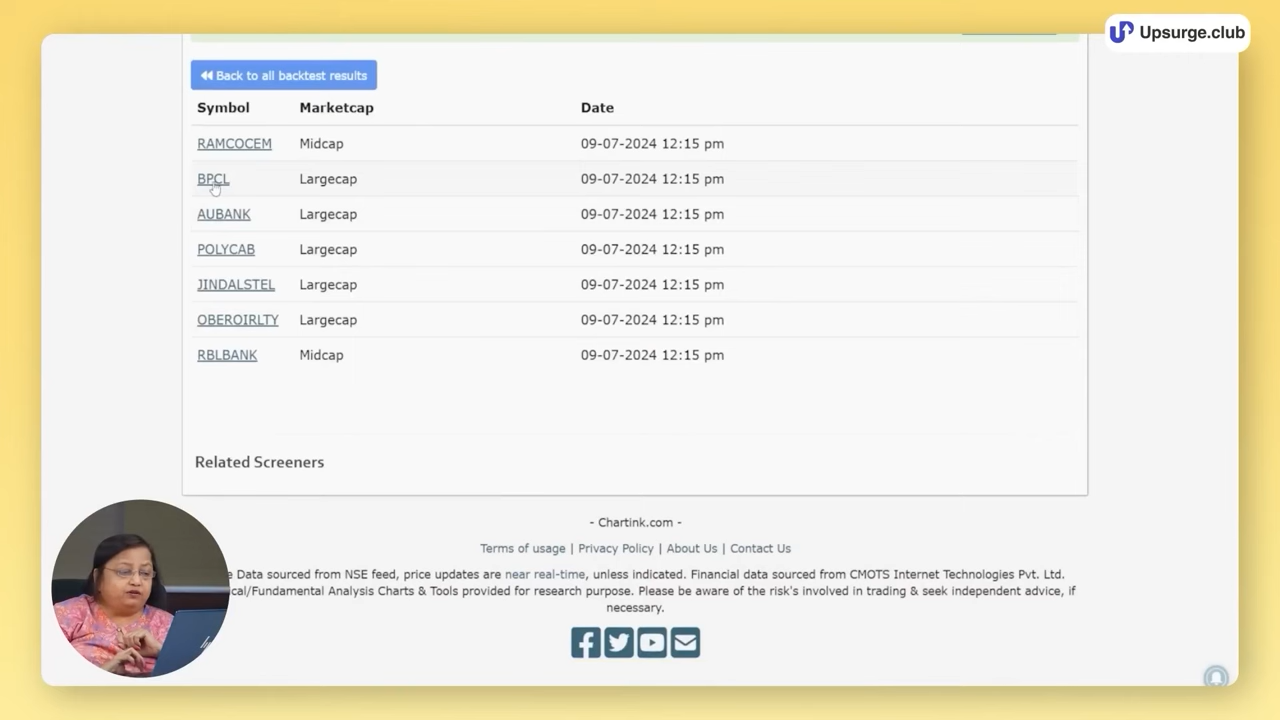 Upsurge.club
Back to all backtest results
Symbol Marketcap Date
RAMCOCEM Midcap 09-07-2024 12:15 pm
BPCL Largecap 09-07-2024 12:15 pm
AUBANK Largecap 09-07-2024 12:15 pm
POLYCAB Largecap 09-07-2024 12:15 pm
JINDALSTEL Largecap 09-07-2024 12:15 pm
OBEROIRLTY Largecap 09-07-2024 12:15 pm
RBLBANK Midcap 09-07-2024 12:15 pm
Related Screeners
- Chartink.com -
Terms of usage | Privacy Policy | About Us | Contact Us
Data sourced from NSE feed, price updates are near real-time, unless indicated. Financial data sourced from CMOTS Internet Technologies Pvt. Ltd.
/Fundamental Analysis Charts & Tools provided for research purpose. Please be aware of the risk's involved in trading & seek independent advice, if
necessary.